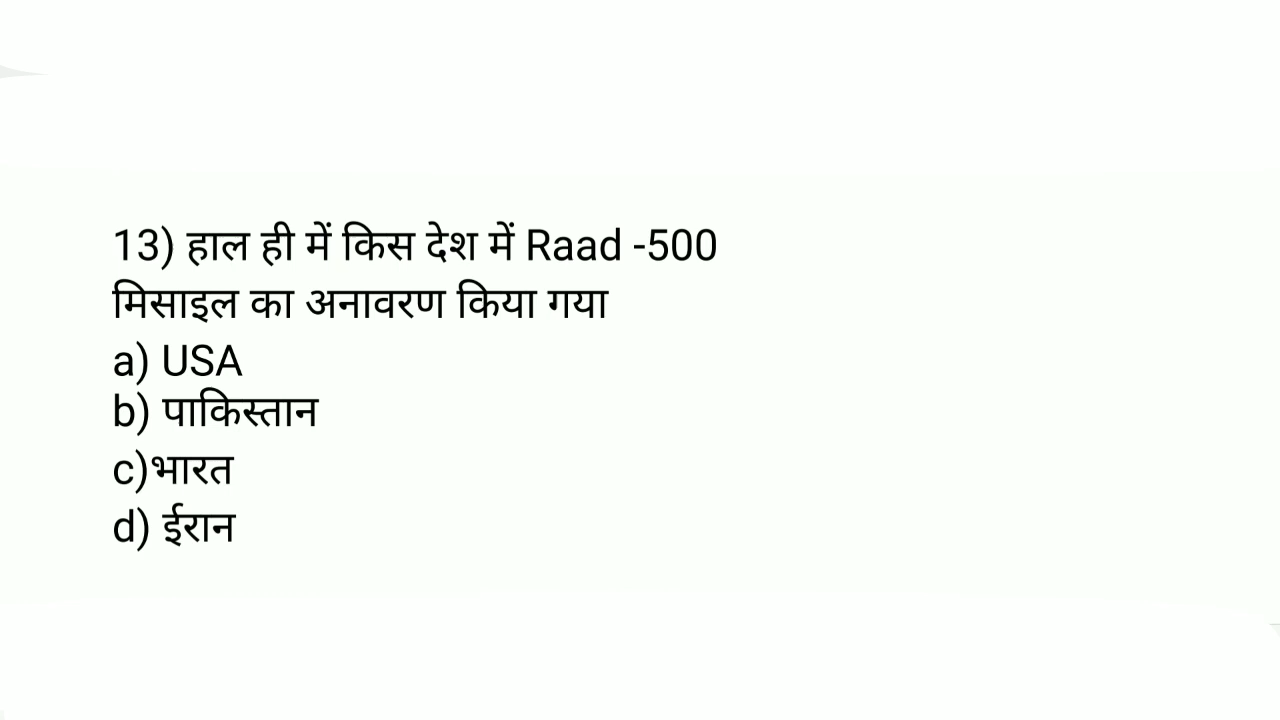 13) हाल ही में किस देश में Raad -500
मिसाइल का अनावरण किया गया
a) USA
b) पाकिस्तान
c)भारत
d) ईरान